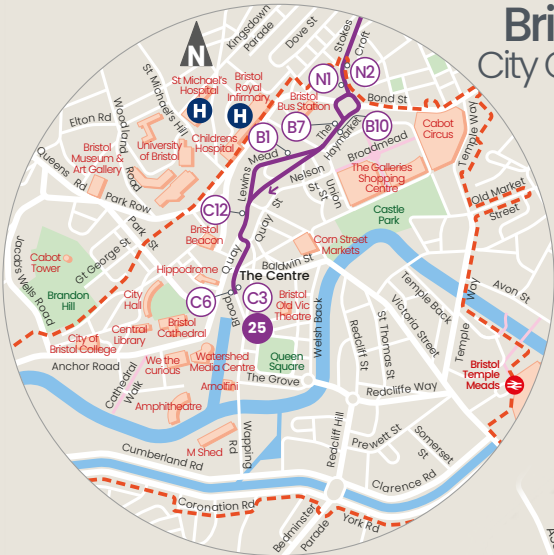 Bri
City C
N
Kingsdown
Parade
Dove St
Stokes
Croft
N1
N2
St Michael's
Hospital
Bristol
Royal
Infirmary
H
H
St Michael's Hill
Bristol
Bus Station
Bond St
Elton Rd
Woodland
Road
University
of Bristol
Childrens
Hospital
B1
B7
The
Haymarket
B10
Cabot
Circus
Temple Way
Bristol
Museum &
Art Gallery
Queens Rd
Mead
Broadmead
Nelson
St
The Galleries
Shopping
Centre
Union
St
Lewins
Park Row
C12
Park St
Quay St
Castle
Park
Old Market
Street
Bristol
Beacon
Jacob's Wells Road
Cabot
Tower
Gt George St
Corn Street
Markets
Quay
Baldwin St
Hippodrome
The Centre
Brandon
Hill
City
Hall
C6
C3
Bristol
Old Vic
Theatre
Broad
25
Welsh Back
Temple Back
Avon St
Victoria Street
Temple
Way
Central
Library
Bristol
Cathedral
City of
Bristol College
Redcliff St
St Thomas St
Anchor Road
We the
curious
Watershed
Media Centre
Queen
Square
Bristol
Temple
Meads
Cathedral
Walk
Arnolfini
The Grove
Redcliffe Way
Amphitheatre
Redcliff Hill
Prewett St
Somerset
St
M Shed
Wapping
Rd
Cumberland Rd
Clarence Rd
Coronation Rd
Bedminster
Parade
York Rd